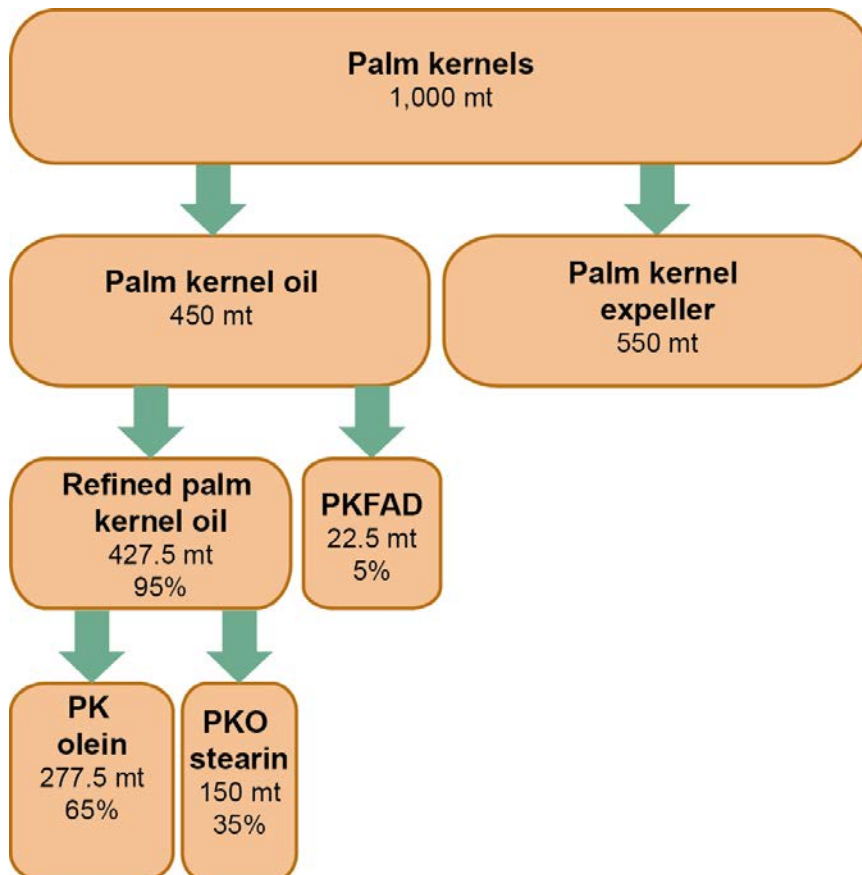 Palm kernels
1,000 mt
Palm kernel oil
450 mt
Palm kernel
expeller
550 mt
Refined palm
kernel oil
427.5 mt
95%
PKFAD
22.5 mt
5%
PK
olein
277.5 mt
65%
PKO
stearin
150 mt
35%